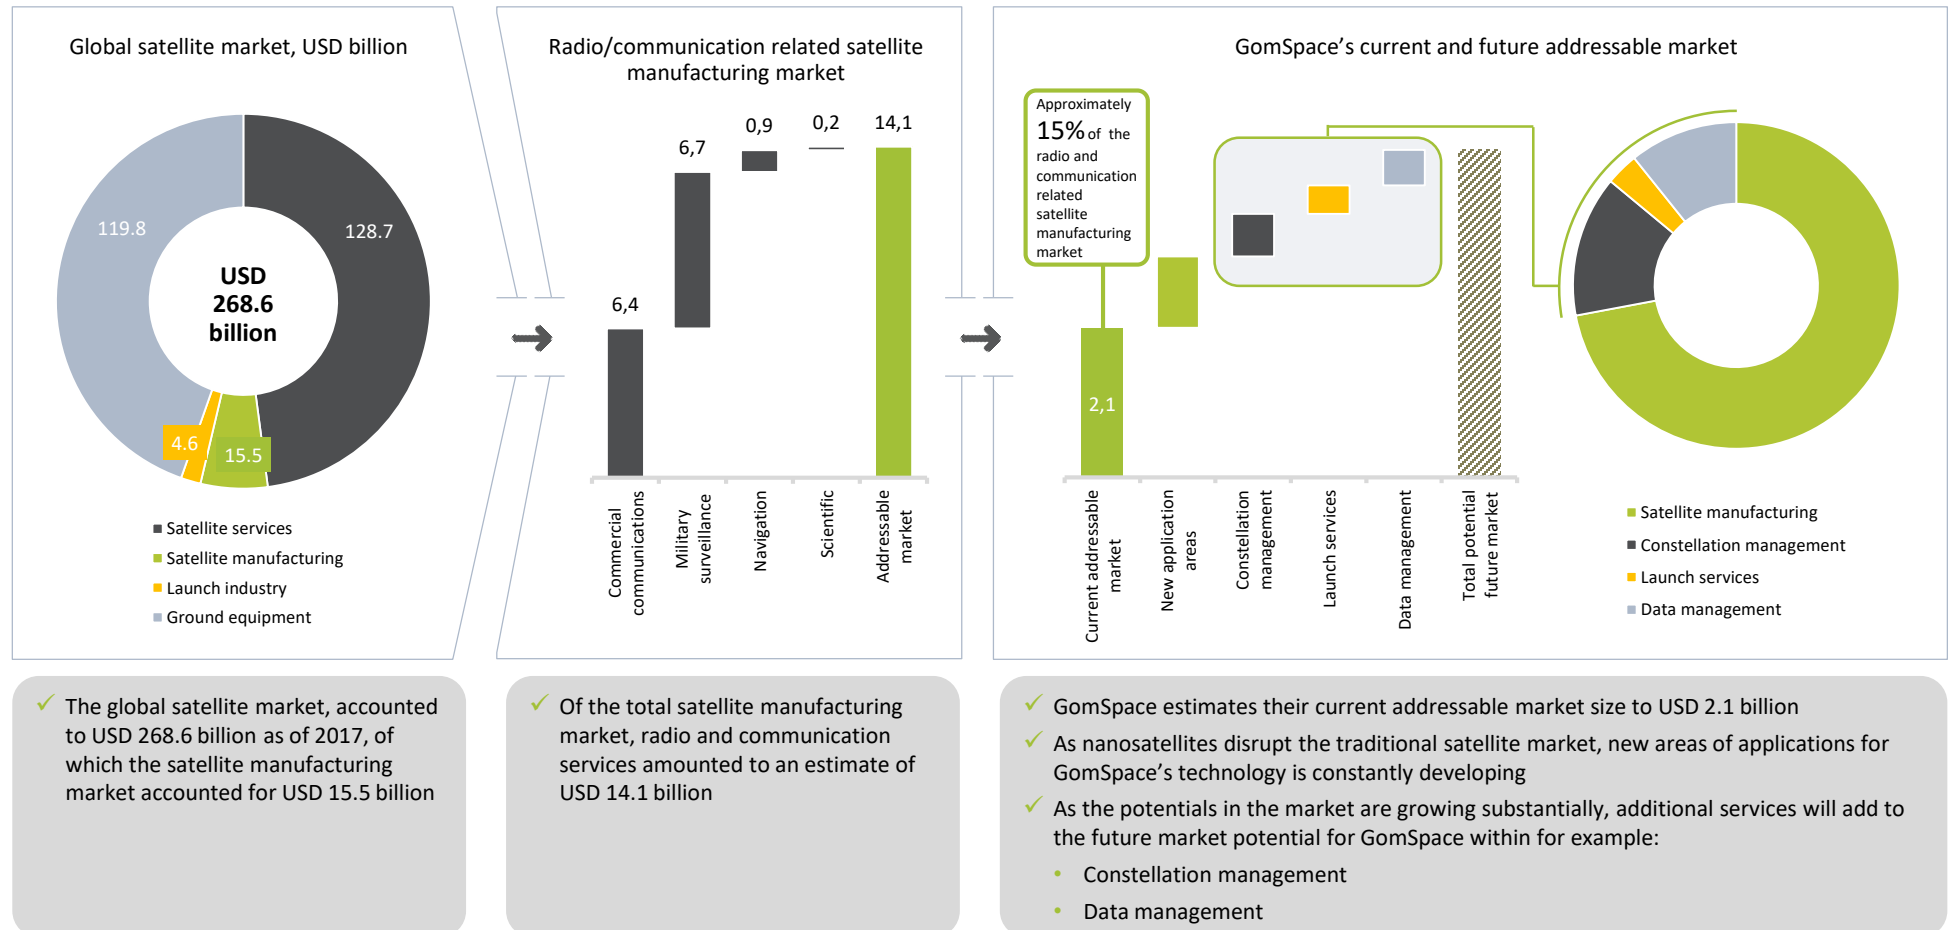 Global satellite market, USD billion
119.8
128.7
USD
268.6
billion
4.6
15.5
Satellite services
Satellite manufacturing
Launch industry
Ground equipment
Radio/communication related satellite
manufacturing market
6,4
6,7
0,9
0,2
14,1
Commercial
communications
Military
surveillance
Navigation
Scientific
Addressable
market
GomSpace’s current and future addressable market
Approximately
15% of the
radio and
communication
related
satellite
manufacturing
market
2,1
Current addressable
market
New application
areas
Constellation
management
Launch services
Data management
Total potential
future market
Satellite manufacturing
Constellation management
Launch services
Data management
The global satellite market, accounted
to USD 268.6 billion as of 2017, of
which the satellite manufacturing
market accounted for USD 15.5 billion
Of the total satellite manufacturing
market, radio and communication
services amounted to an estimate of
USD 14.1 billion
GomSpace estimates their current addressable market size to USD 2.1 billion
As nanosatellites disrupt the traditional satellite market, new areas of applications for
GomSpace’s technology is constantly developing
As the potentials in the market are growing substantially, additional services will add to
the future market potential for GomSpace within for example:
• Constellation management
• Data management